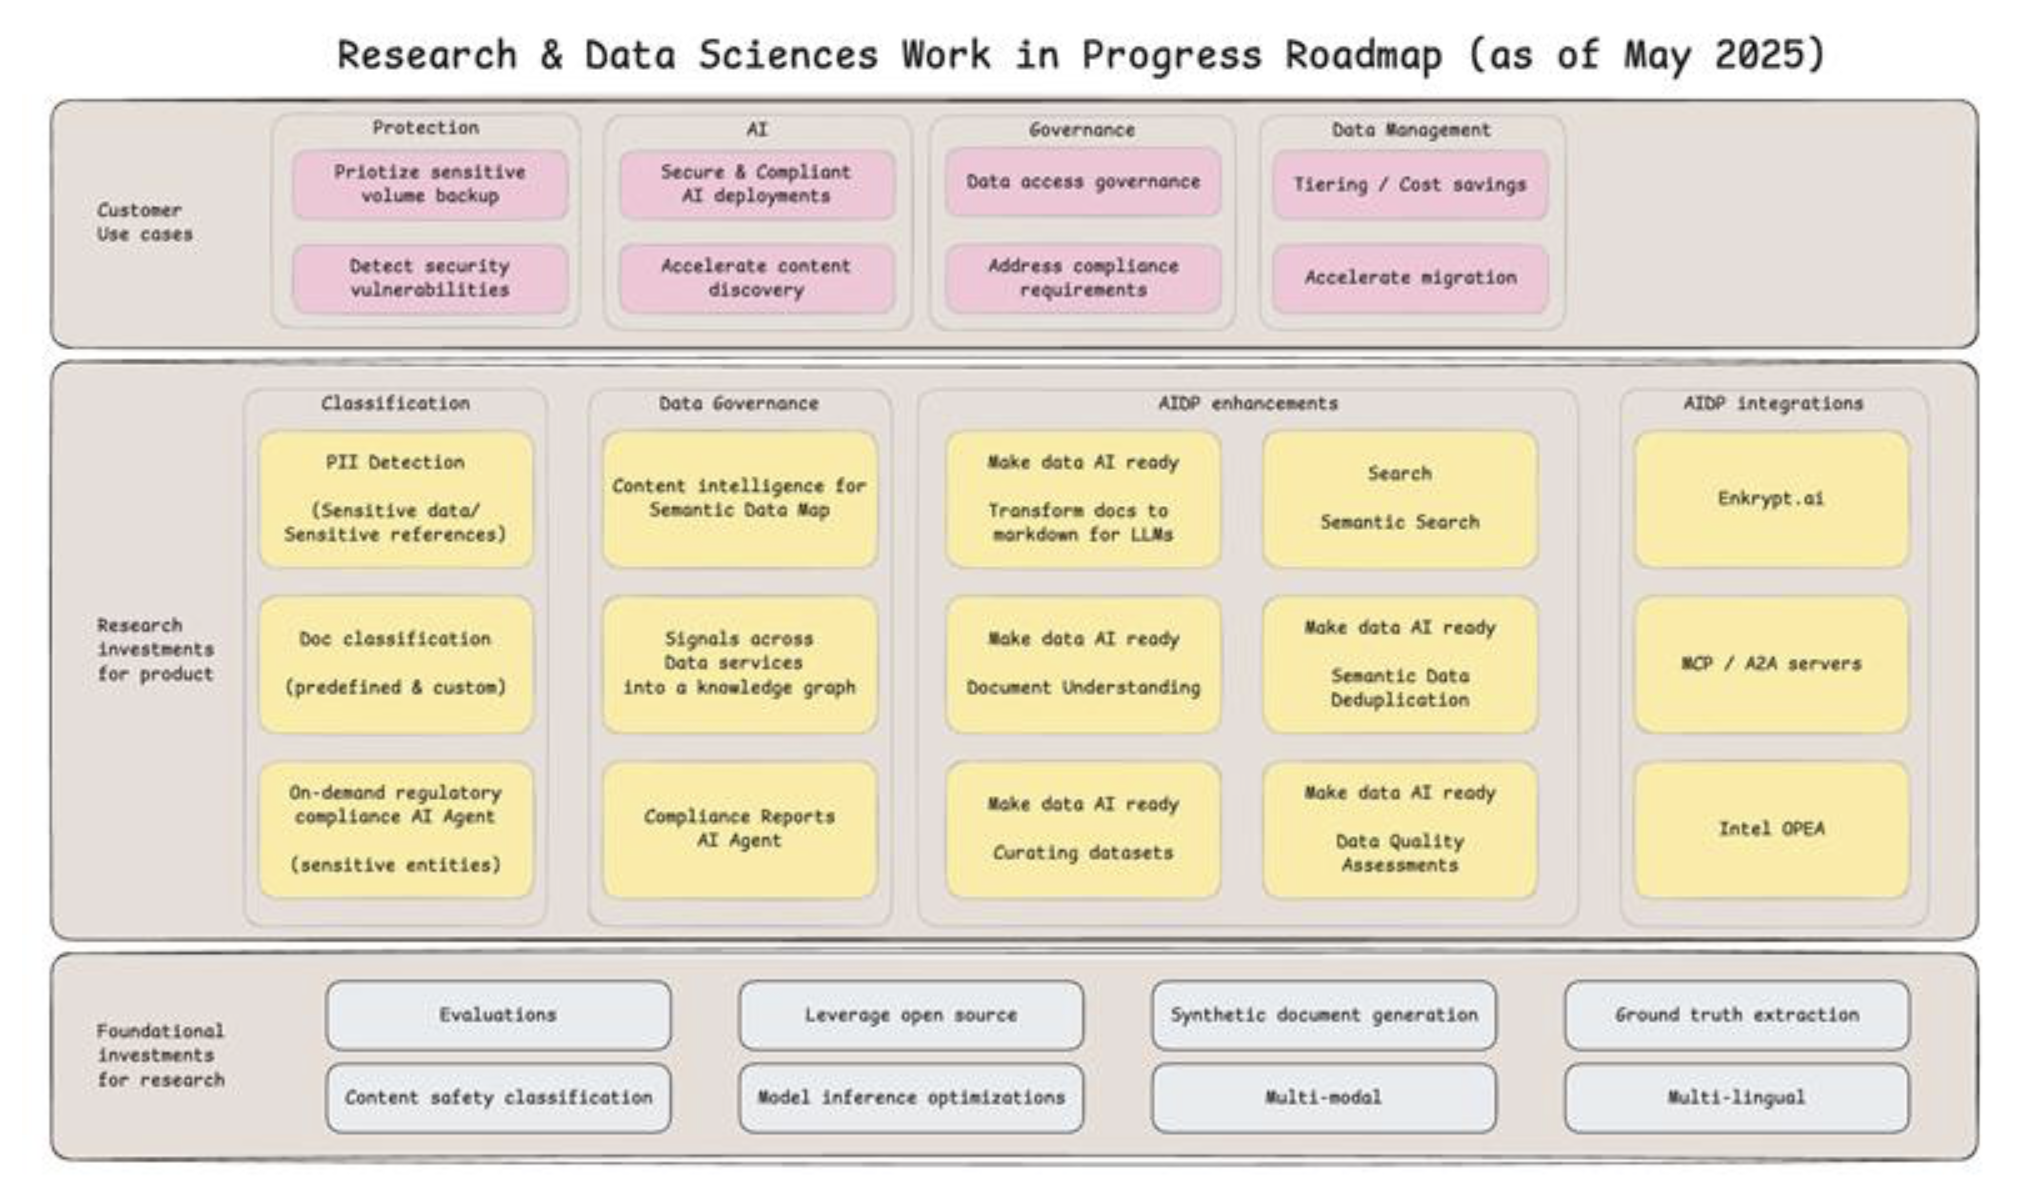 Research & Data Sciences Work in Progress Roadmap (as of May 2025)
Customer
Use cases
Protection
Priotize sensitive
volume backup
Detect security
vulnerabilities
AI
Secure & Compliant
AI deployments
Accelerate content
discovery
Governance
Data access governance
Address compliance
requirements
Data Management
Tiering / Cost savings
Accelerate migration
Research
investments
for product
Classification
PII Detection
(Sensitive data/
Sensitive references)
Doc classification
(predefined & custom)
On-demand regulatory
compliance AI Agent
(sensitive entities)
Data Governance
Content intelligence for
Semantic Data Map
Signals across
Data services
into a knowledge graph
Compliance Reports
AI Agent
AIDP enhancements
Make data AI ready
Transform docs to
markdown for LLMs
Search
Semantic Search
Make data AI ready
Document Understanding
Make data AI ready
Semantic Data
Deduplication
Make data AI ready
Curating datasets
Make data AI ready
Data Quality
Assessments
AIDP integrations
Enkrypt.ai
MCP / A2A servers
Intel OPEA
Foundational
investments
for research
Evaluations
Leverage open source
Synthetic document generation
Ground truth extraction
Content safety classification
Model inference optimizations
Multi-modal
Multi-lingual